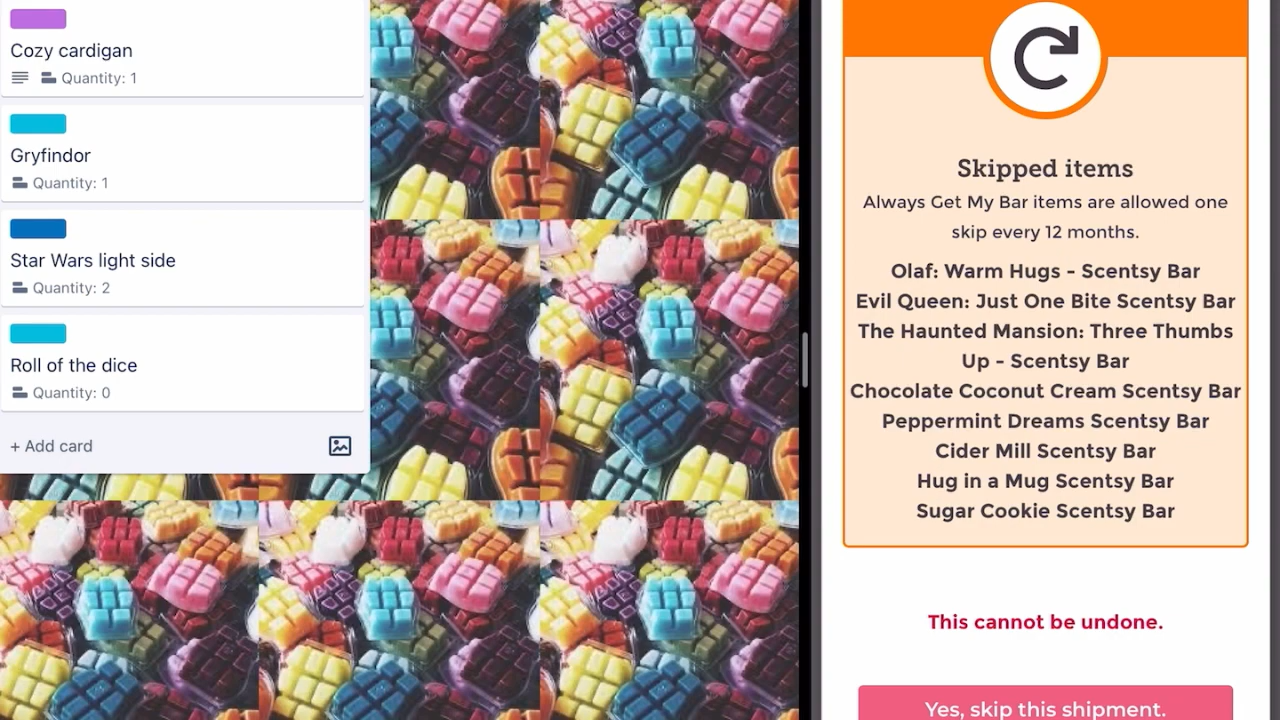 Cozy cardigan
Quantity: 1
Gryfindor
Quantity: 1
Star Wars light side
Quantity: 2
Roll of the dice
Quantity: 0
+ Add card
Skipped items
Always Get My Bar items are allowed one
skip every 12 months.
Olaf: Warm Hugs - Scentsy Bar
Evil Queen: Just One Bite Scentsy Bar
The Haunted Mansion: Three Thumbs
Up - Scentsy Bar
Chocolate Coconut Cream Scentsy Bar
Peppermint Dreams Scentsy Bar
Cider Mill Scentsy Bar
Hug in a Mug Scentsy Bar
Sugar Cookie Scentsy Bar
This cannot be undone.
Yes, skip this shipment.